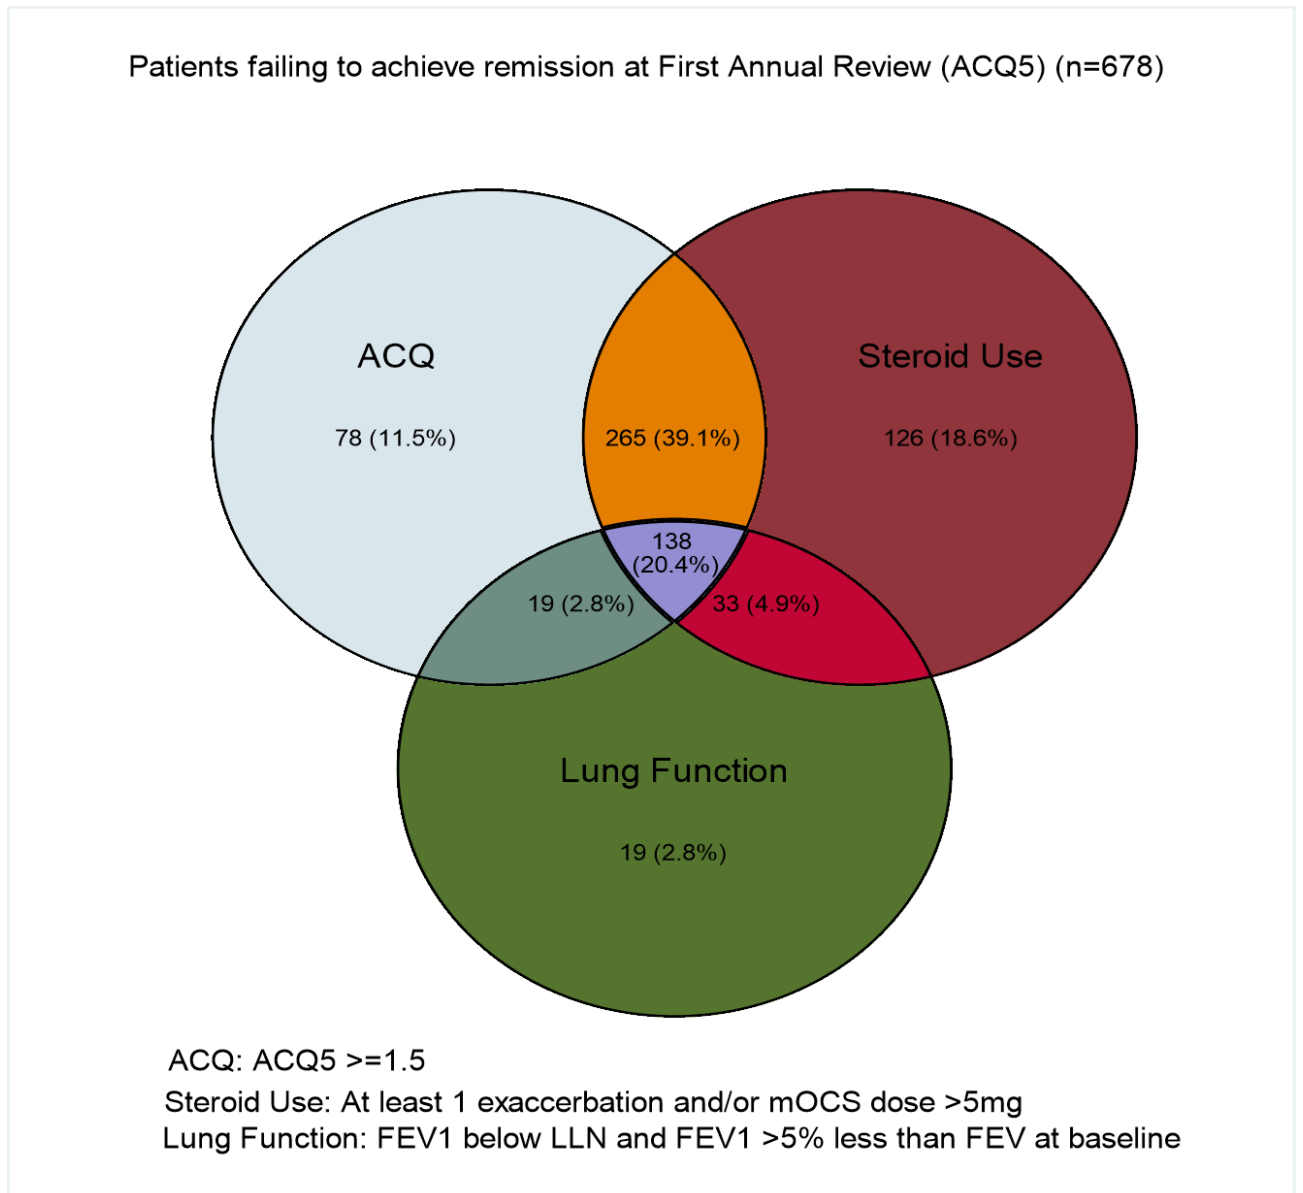 Patients failing to achieve remission at First Annual Review (ACQ5) (n=678)
ACQ
Steroid Use
78 (11.5%)
265 (39.1%)
126 (18.6%)
138
(20.4%)
19 (2.8%)
33 (4.9%)
Lung Function
19 (2.8%)
ACQ: ACQ5 >=1.5
Steroid Use: At least 1 exaccerbation and/or mOCS dose >5mg
Lung Function: FEV1 below LLN and FEV1 >5% less than FEV at baseline